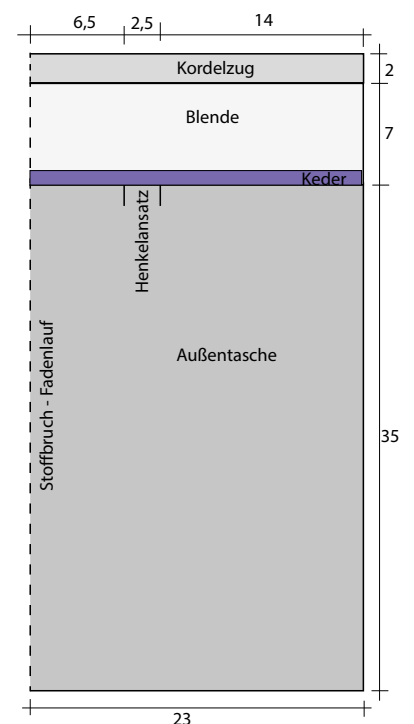 6,5 2,5 14
Kordelzug
2
Blende
7
Keder
Henkelansatz
Außentasche
Stoffbruch - Fadenlauf
35
23